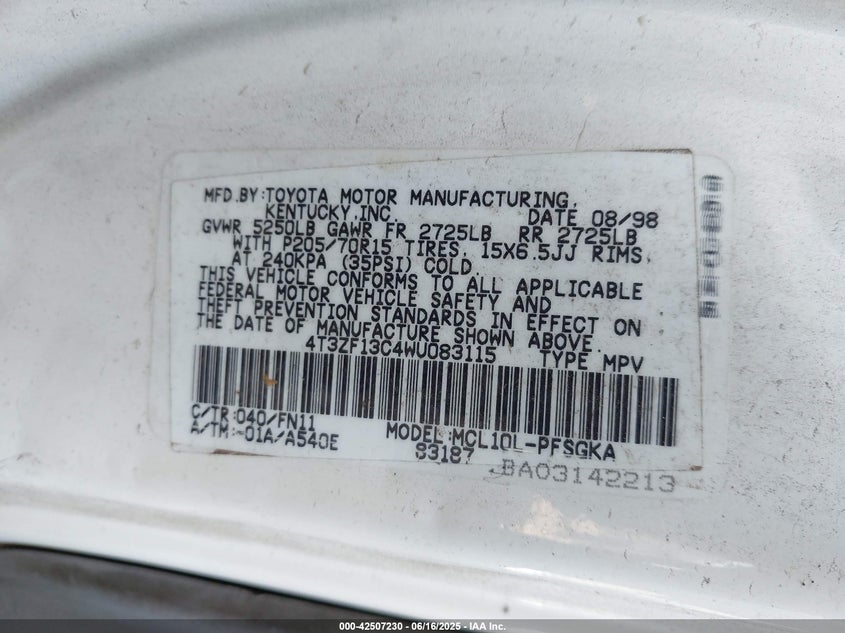 MFD.BY:TOYOTA MOTOR MANUFACTURING,
KENTUCKY,INC. DATE 08/98
GVWR 5250LB GAWR FR 2725LB RR 2725LB
WITH P205/70R15 TIRES, 15X6.5JJ RIMS,
AT 240KPA (35PSI) COLD.
THIS VEHICLE CONFORMS TO ALL APPLICABLE
FEDERAL MOTOR VEHICLE SAFETY AND
THEFT PREVENTION STANDARDS IN EFFECT ON
THE DATE OF MANUFACTURE SHOWN ABOVE.
4T3ZF13C4WU083115 TYPE MPV
C/TR:040/FN11
A/TM:-01A/A540E
MODEL:MCL10L-PFSGKA
83187
BA03142213
000-42507230 - 06/16/2025 - IAA Inc.